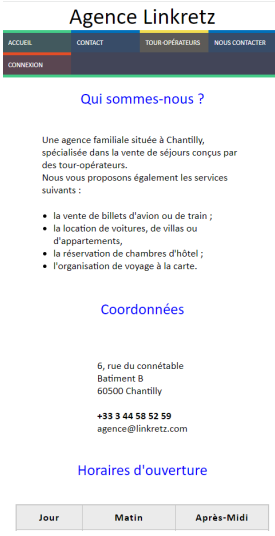 Agence Linkretz
ACCUEIL CONTACT TOUR-OPÉRATEURS NOUS CONTACTER
CONNEXION
Qui sommes-nous ?
Une agence familiale située à Chantilly,
spécialisée dans la vente de séjours conçus par
des tour-opérateurs.
Nous vous proposons également les services
suivants :
• la vente de billets d'avion ou de train ;
• la location de voitures, de villas ou
d'appartements,
• la réservation de chambres d'hôtel ;
• l'organisation de voyage à la carte.
Coordonnées
6, rue du connétable
Batiment B
60500 Chantilly
+33 3 44 58 52 59
agence@linkretz.com
Horaires d'ouverture
Jour Matin Après-Midi